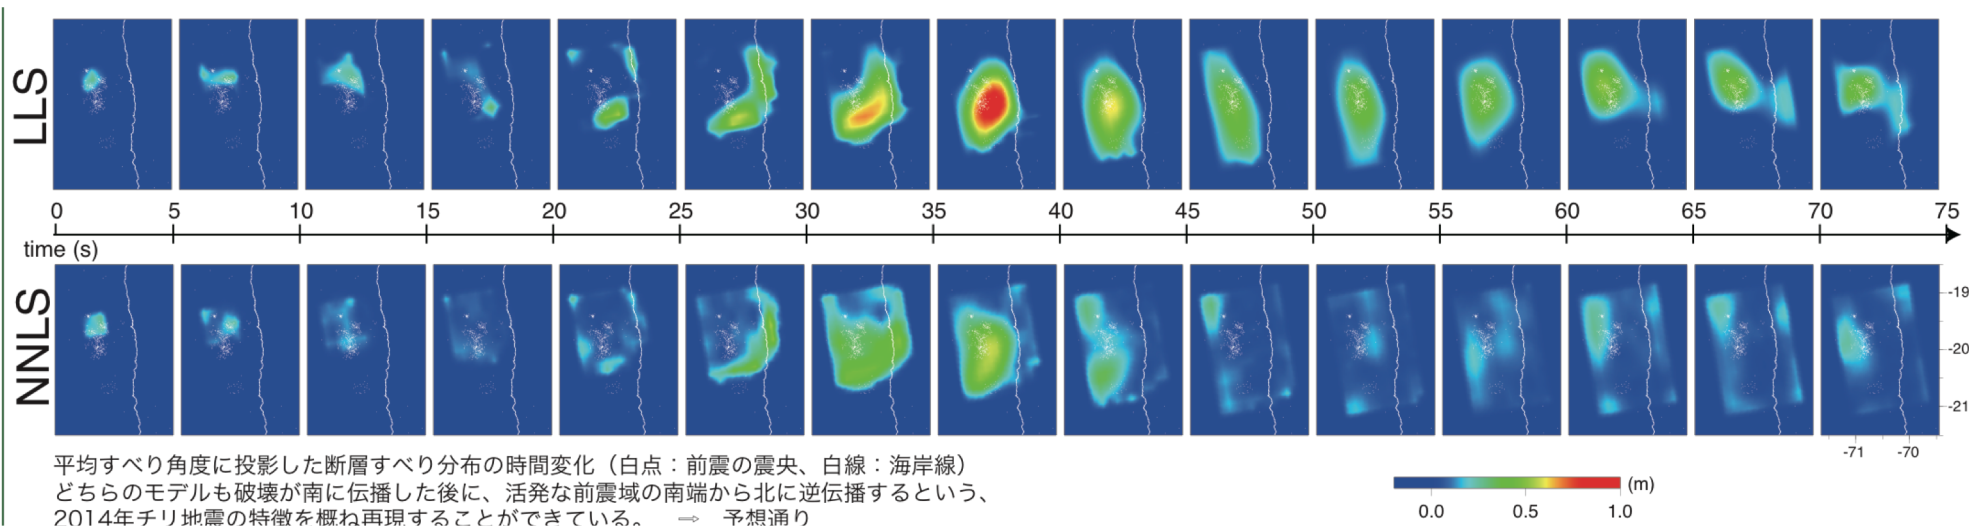 LLS
0 5 10 15 20 25 30 35 40 45 50 55 60 65 70 75
time (s)
NNLS
-19
-20
-21
-71 -70
平均すべり角度に投影した断層すべり分布の時間変化（白点：前震の震央、白線：海岸線）
どちらのモデルも破壊が南に伝播した後に、活発な前震域の南端から北に逆伝播するという、
2014年チリ地震の特徴を概ね再現することができている。 ⇨ 予想通り
(m)
0.0 0.5 1.0